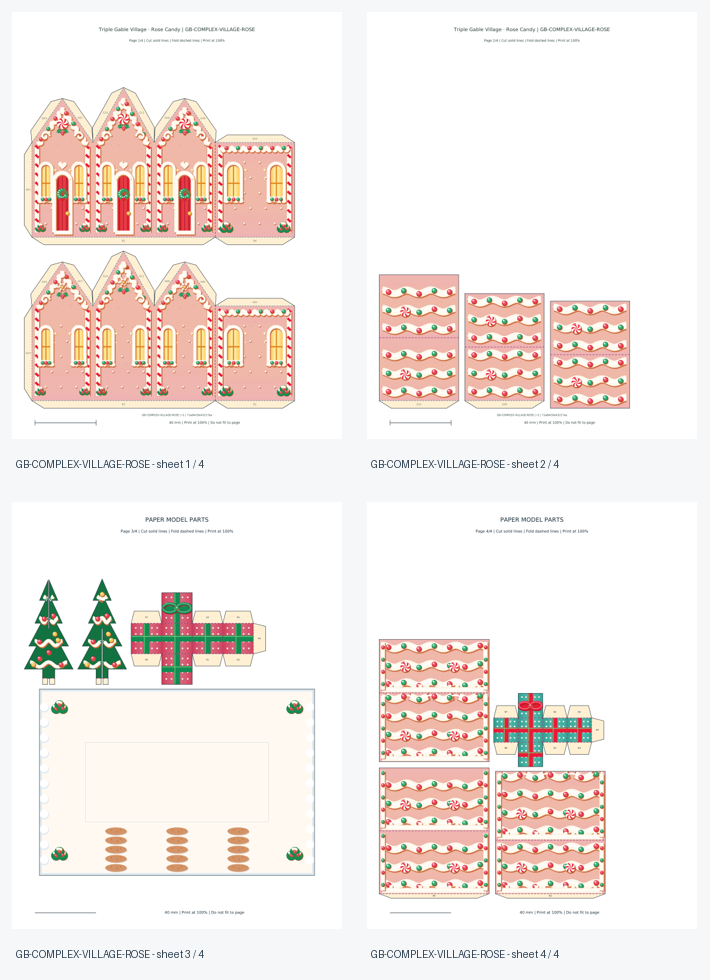 Triple Gable Village - Rose Candy | GB-COMPLEX-VILLAGE-ROSE
Page 1/4 | Cut solid lines | Fold dashed lines | Print at 100%
40 mm | Print at 100% | Do not fit to page
GB-COMPLEX-VILLAGE-ROSE - sheet 1 / 4
Triple Gable Village - Rose Candy | GB-COMPLEX-VILLAGE-ROSE
Page 2/4 | Cut solid lines | Fold dashed lines | Print at 100%
40 mm | Print at 100% | Do not fit to page
GB-COMPLEX-VILLAGE-ROSE - sheet 2 / 4
PAPER MODEL PARTS
Page 3/4 | Cut solid lines | Fold dashed lines | Print at 100%
40 mm | Print at 100% | Do not fit to page
GB-COMPLEX-VILLAGE-ROSE - sheet 3 / 4
PAPER MODEL PARTS
Page 4/4 | Cut solid lines | Fold dashed lines | Print at 100%
40 mm | Print at 100% | Do not fit to page
GB-COMPLEX-VILLAGE-ROSE - sheet 4 / 4